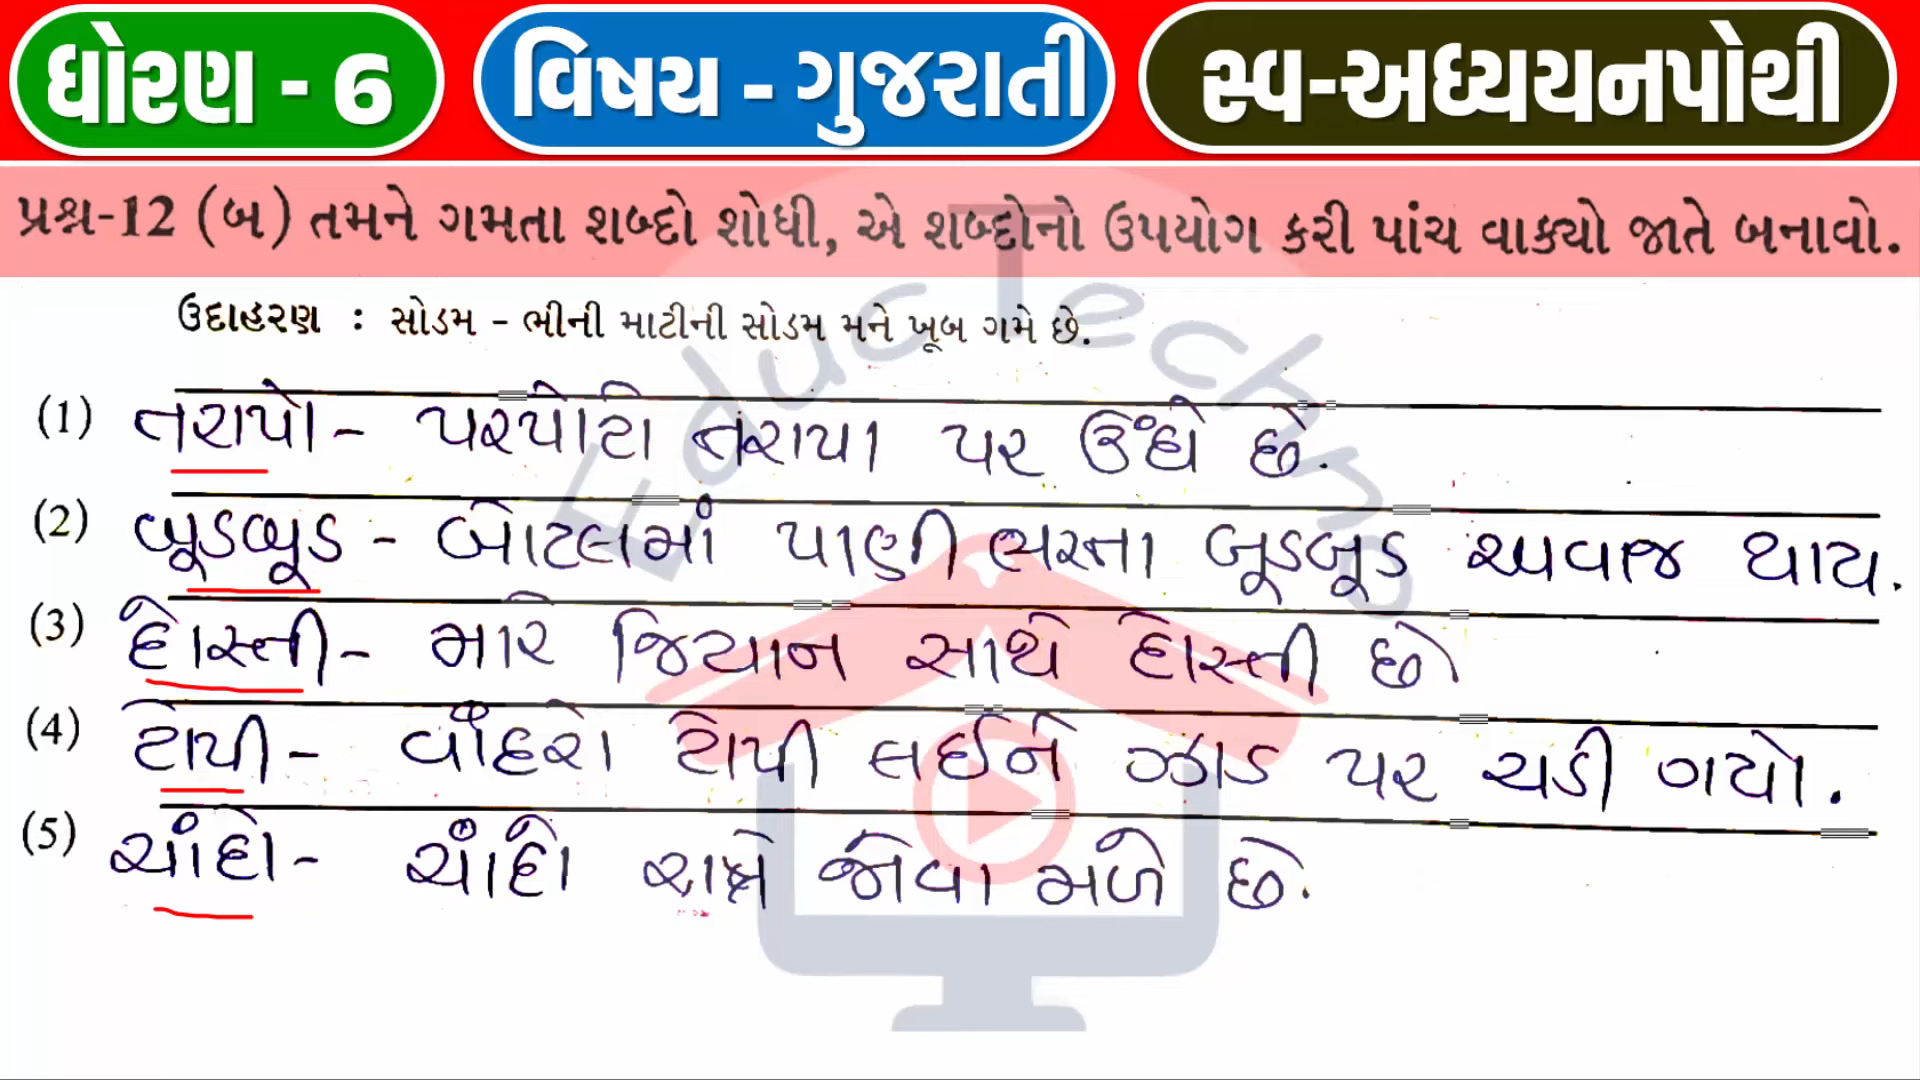 ધોરણ - 6 વિષય - ગુજરાતી સ્વ-અધ્યયનપોથી
પ્રશ્ન-12 (બ) તમને ગમતા શબ્દો શોધી, એ શબ્દોનો ઉપયોગ કરી પાંચ વાક્યો જાતે બનાવો.
ઉદાહરણ : સોડમ - ભીની માટીની સોડમ મને ખૂબ ગમે છે.
(1) તરાપો - પરપોટો તરાપા પર ઉંઘે છે.
(2) બૂડબૂડ - બોટલમાં પાણી ભરતા બૂડબૂડ અવાજ થાય.
(3) દોસ્તી - મારે જિયાન સાથે દોસ્તી છે
(4) ટોપી - વાંદરો ટોપી લઈને ઝાડ પર ચડી ગયો.
(5) ચાંદો - ચાંદો રાત્રે જોવા મળે છે.
EducTechno